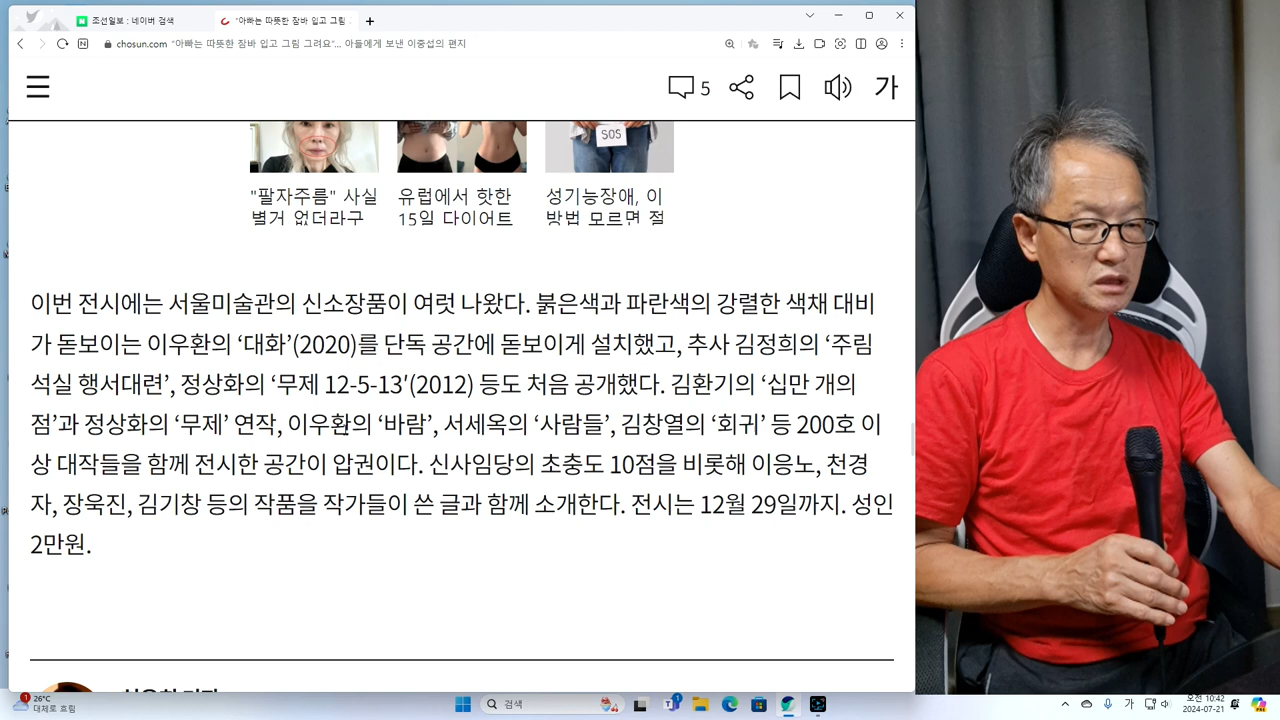 조선일보 : 네이버 검색
"아빠는 따뜻한 잠바 입고 그림
chosun.com "아빠는 따뜻한 잠바 입고 그림 그려요"... 아들에게 보낸 이중섭의 편지
5
가
SOS
"팔자주름" 사실
별거 없더라구
유럽에서 핫한
15일 다이어트
성기능장애, 이
방법 모르면 절
이번 전시에는 서울미술관의 신소장품이 여럿 나왔다. 붉은색과 파란색의 강렬한 색채 대비
가 돋보이는 이우환의 ‘대화’(2020)를 단독 공간에 돋보이게 설치했고, 추사 김정희의 ‘주림
석실 행서대련’, 정상화의 ‘무제 12-5-13′(2012) 등도 처음 공개했다. 김환기의 ‘십만 개의
점’과 정상화의 ‘무제’ 연작, 이우환의 ‘바람’, 서세옥의 ‘사람들’, 김창열의 ‘회귀’ 등 200호 이
상 대작들을 함께 전시한 공간이 압권이다. 신사임당의 초충도 10점을 비롯해 이응노, 천경
자, 장욱진, 김기창 등의 작품을 작가들이 쓴 글과 함께 소개한다. 전시는 12월 29일까지. 성인
2만원.
1
26°C
대체로 흐림
검색
1
가
오전 10:42
2024-07-21